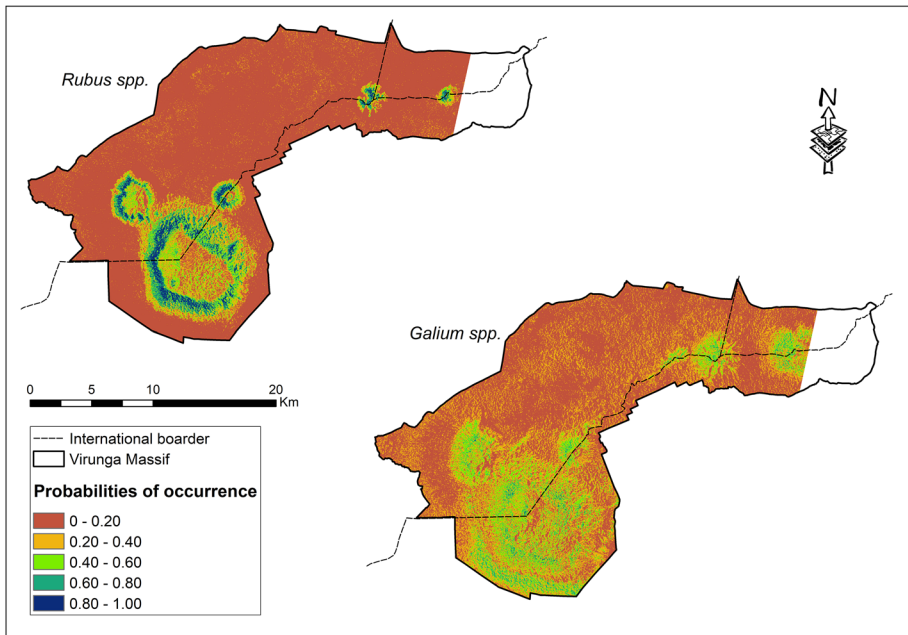 Rubus spp.
N
Galium spp.
0 5 10 20
Km
International boarder
Virunga Massif
Probabilities of occurrence
0 - 0.20
0.20 - 0.40
0.40 - 0.60
0.60 - 0.80
0.80 - 1.00